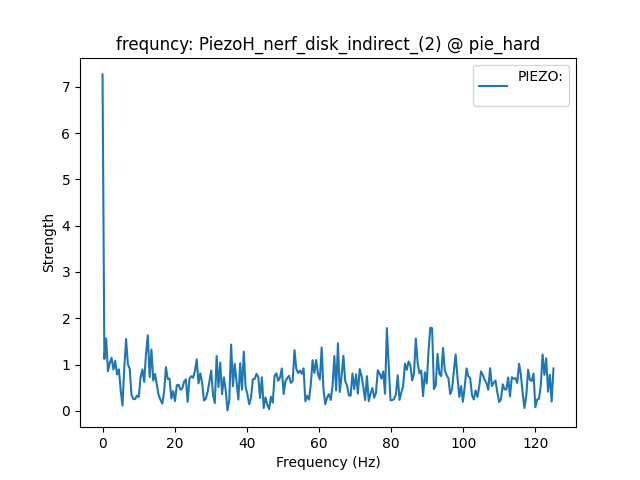 frequncy: PiezoH_nerf_disk_indirect_(2) @ pie_hard
PIEZO:
7
6
5
4
3
2
1
0
Strength
0 20 40 60 80 100 120
Frequency (Hz)